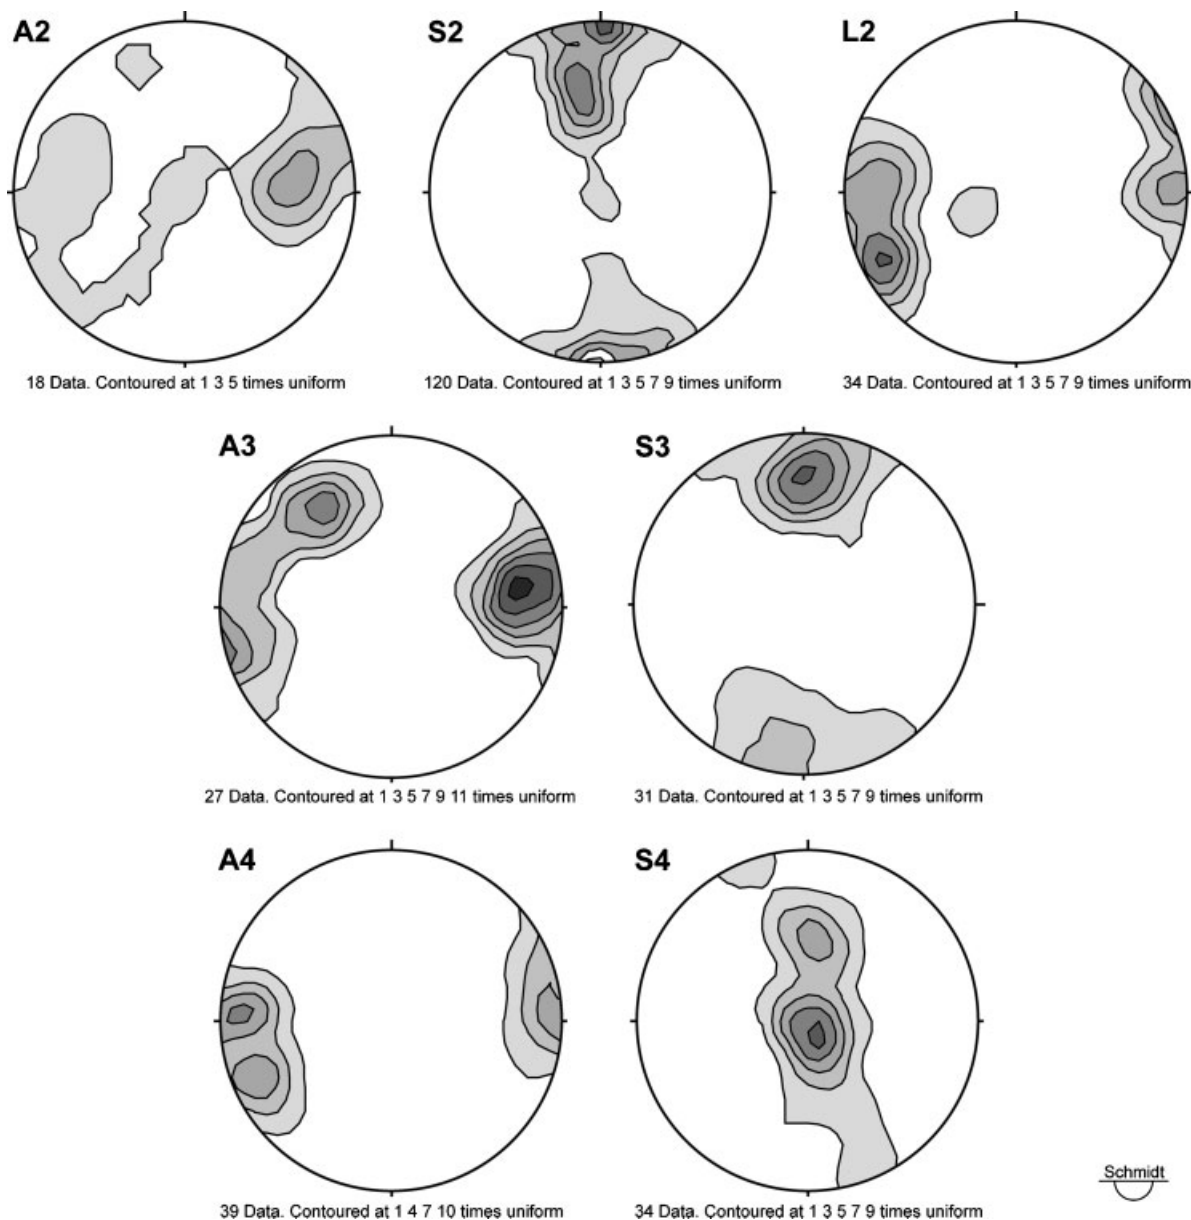 A2
S2
L2
18 Data. Contoured at 1 3 5 times uniform
120 Data. Contoured at 1 3 5 7 9 times uniform
34 Data. Contoured at 1 3 5 7 9 times uniform
A3
S3
27 Data. Contoured at 1 3 5 7 9 11 times uniform
31 Data. Contoured at 1 3 5 7 9 times uniform
A4
S4
Schmidt
39 Data. Contoured at 1 4 7 10 times uniform
34 Data. Contoured at 1 3 5 7 9 times uniform